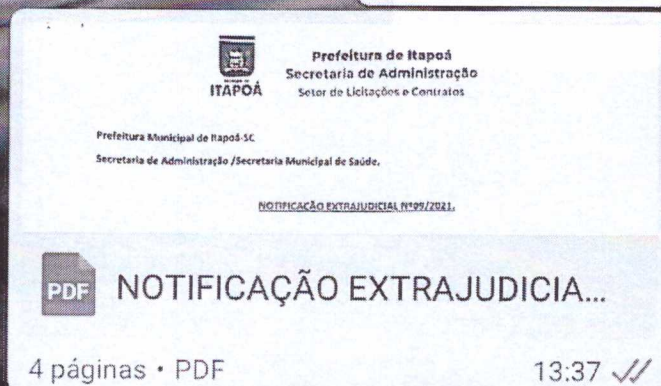 ITAPOÁ
Prefeitura de Itapoá
Secretaria de Administração
Setor de Licitações e Contratos
Prefeitura Municipal de Itapoá-SC
Secretaria de Administração /Secretaria Municipal de Saúde.
NOTIFICAÇÃO EXTRAJUDICIAL Nº09/2021.
PDF
NOTIFICAÇÃO EXTRAJUDICIA...
4 páginas • PDF
13:37